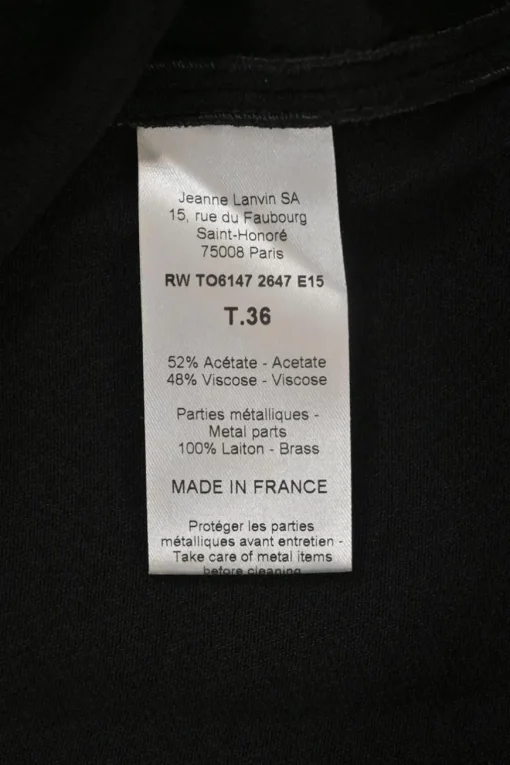 Jeanne Lanvin SA
15, rue du Faubourg
Saint-Honoré
75008 Paris
RW TO6147 2647 E15
T.36
52% Acétate - Acetate
48% Viscose - Viscose
Parties métalliques -
Metal parts
100% Laiton - Brass
MADE IN FRANCE
Protéger les parties
métalliques avant entretien -
Take care of metal items
before cleaning